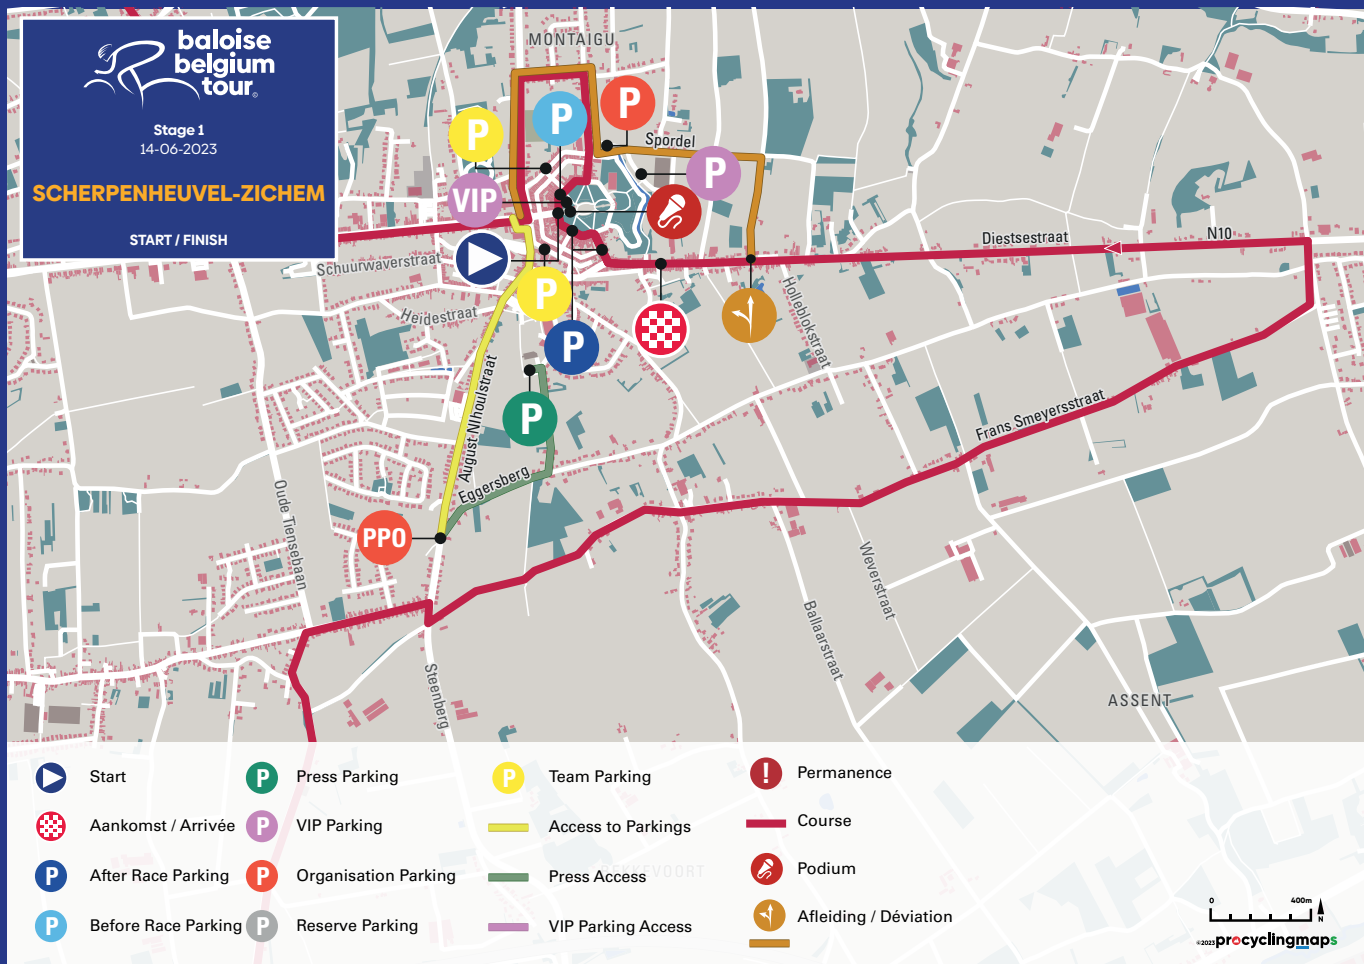 baloise
belgium
tour
Stage 1
14-06-2023
SCHERPENHEUVEL-ZICHEM
START / FINISH
MONTAIGU
P
P
P
Spordel
P
VIP
Schuurwaverstraat
Diestsestraat
N10
P
Heidestraat
Holleblokstraat
P
August Nlhoulstraat
P
Frans Smeyersstraat
Eggersberg
Oude Tiensebaan
PPO
Weverstraat
Ballaarstraat
Steenberg
ASSENT
Start
P Press Parking
P Team Parking
! Permanence
Aankomst / Arrivée
P VIP Parking
Access to Parkings
Course
P After Race Parking
P Organisation Parking
Press Access
Podium
P Before Race Parking
P Reserve Parking
VIP Parking Access
Afleiding / Déviation
0 400m
N
©2023 procyclingmaps